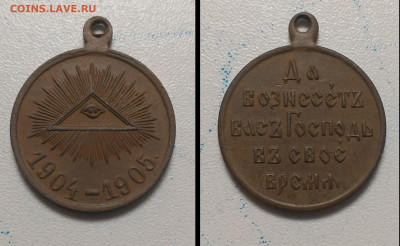 COINS.LAVE.RU
1904-1905.
Да
вознесетъ
васъ Господь
въ свое
время